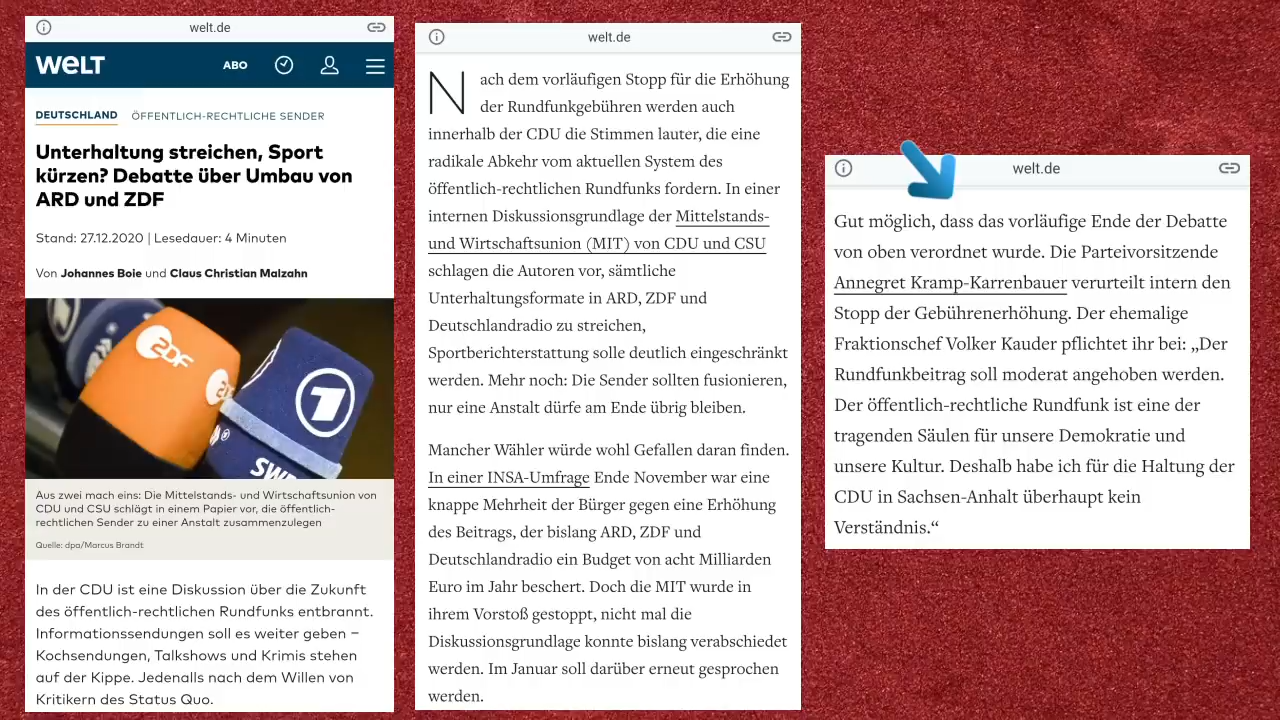 welt.de
WELT
ABO
DEUTSCHLAND ÖFFENTLICH-RECHTLICHE SENDER
Unterhaltung streichen, Sport
kürzen? Debatte über Umbau von
ARD und ZDF
Stand: 27.12.2020 | Lesedauer: 4 Minuten
Von Johannes Boie und Claus Christian Malzahn
ZDF
1
SW
Aus zwei mach eins: Die Mittelstands- und Wirtschaftsunion von
CDU und CSU schlägt in einem Papier vor, die öffentlich-
rechtlichen Sender zu einer Anstalt zusammenzulegen
Quelle: dpa/Marcus Brandt
In der CDU ist eine Diskussion über die Zukunft
des öffentlich-rechtlichen Rundfunks entbrannt.
Informationssendungen soll es weiter geben –
Kochsendungen, Talkshows und Krimis stehen
auf der Kippe. Jedenalls nach dem Willen von
Kritikern des Status Quo.
welt.de
Nach dem vorläufigen Stopp für die Erhöhung
der Rundfunkgebühren werden auch
innerhalb der CDU die Stimmen lauter, die eine
radikale Abkehr vom aktuellen System des
öffentlich-rechtlichen Rundfunks fordern. In einer
internen Diskussionsgrundlage der Mittelstands-
und Wirtschaftsunion (MIT) von CDU und CSU
schlagen die Autoren vor, sämtliche
Unterhaltungsformate in ARD, ZDF und
Deutschlandradio zu streichen,
Sportberichterstattung solle deutlich eingeschränkt
werden. Mehr noch: Die Sender sollten fusionieren,
nur eine Anstalt dürfe am Ende übrig bleiben.
Mancher Wähler würde wohl Gefallen daran finden.
In einer INSA-Umfrage Ende November war eine
knappe Mehrheit der Bürger gegen eine Erhöhung
des Beitrags, der bislang ARD, ZDF und
Deutschlandradio ein Budget von acht Milliarden
Euro im Jahr beschert. Doch die MIT wurde in
ihrem Vorstoß gestoppt, nicht mal die
Diskussionsgrundlage konnte bislang verabschiedet
werden. Im Januar soll darüber erneut gesprochen
werden.
welt.de
Gut möglich, dass das vorläufige Ende der Debatte
von oben verordnet wurde. Die Parteivorsitzende
Annegret Kramp-Karrenbauer verurteilt intern den
Stopp der Gebührenerhöhung. Der ehemalige
Fraktionschef Volker Kauder pflichtet ihr bei: „Der
Rundfunkbeitrag soll moderat angehoben werden.
Der öffentlich-rechtliche Rundfunk ist eine der
tragenden Säulen für unsere Demokratie und
unsere Kultur. Deshalb habe ich für die Haltung der
CDU in Sachsen-Anhalt überhaupt kein
Verständnis.“